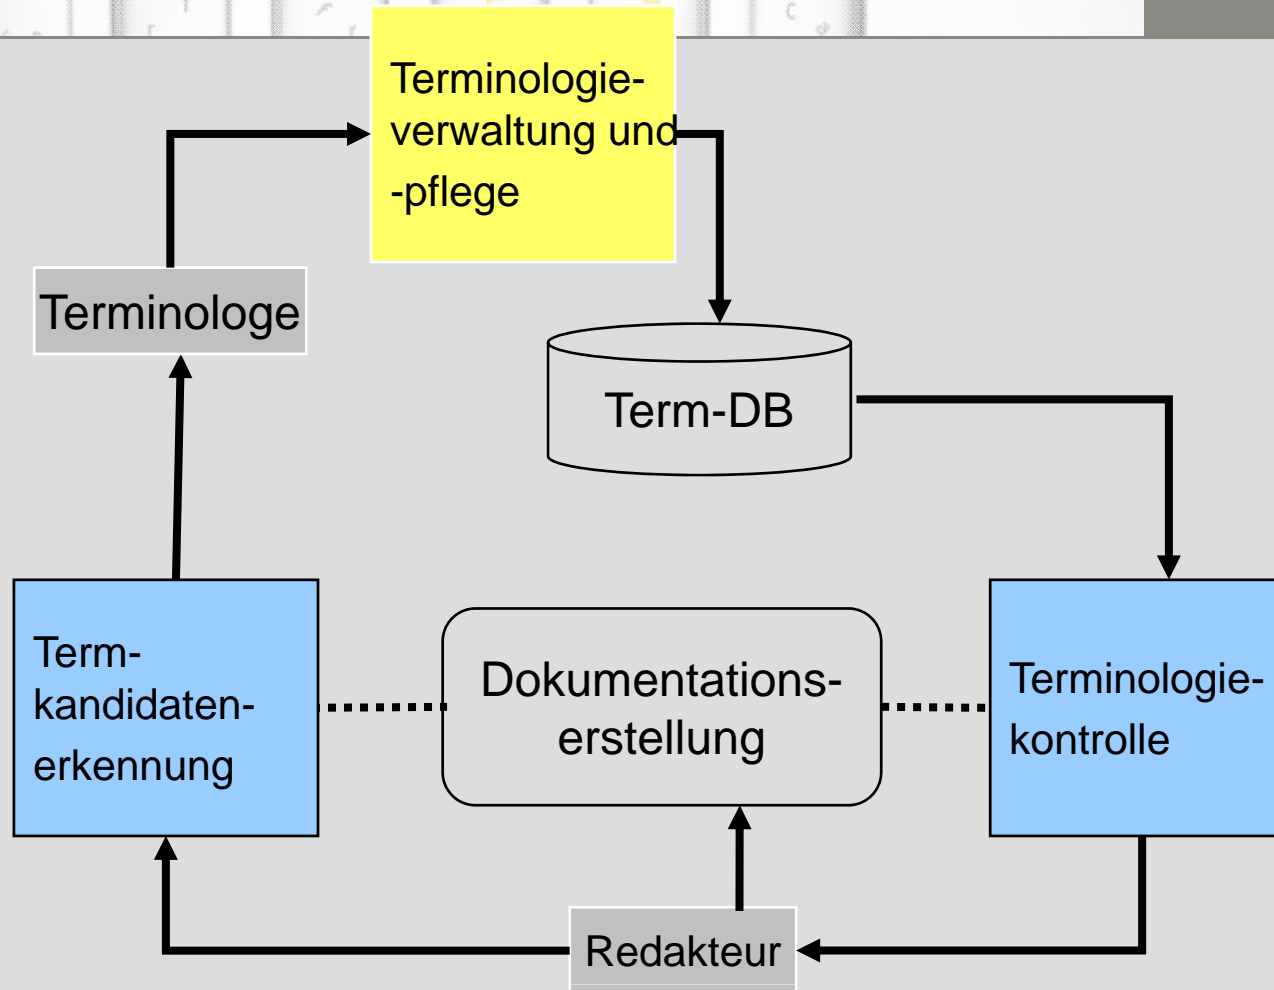 Terminologie-
verwaltung und
-pflege
Terminologe
Term-DB
Term-
kandidaten-
erkennung
Dokumentations-
erstellung
Terminologie-
kontrolle
Redakteur